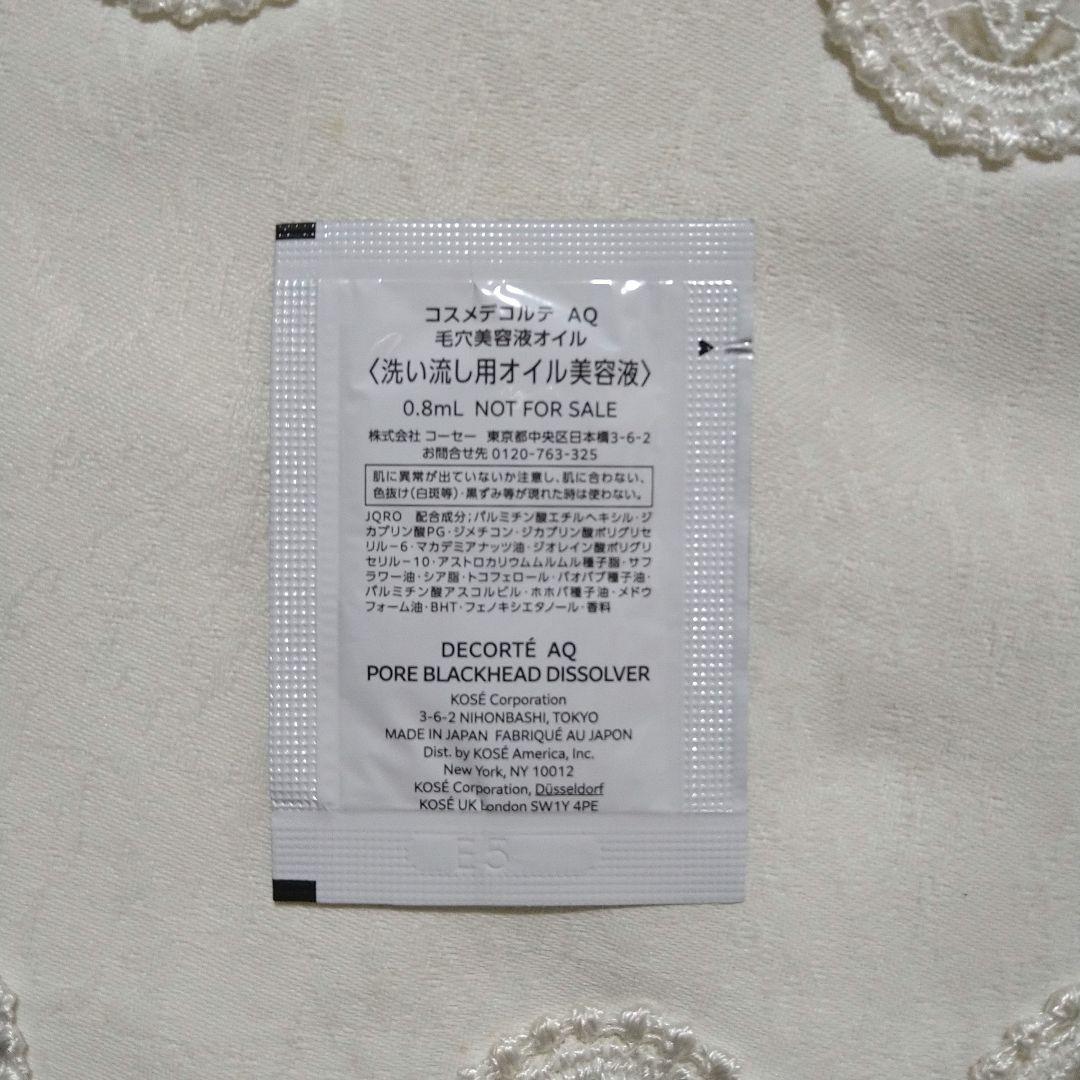 コスメデコルテ AQ
毛穴美容液オイル
〈洗い流し用オイル美容液〉
0.8mL NOT FOR SALE
株式会社 コーセー 東京都中央区日本橋3-6-2
お問合せ先 0120-763-325
肌に異常が出ていないか注意し、肌に合わない、
色抜け(白斑等)・黒ずみ等が現れた時は使わない。
JQRO 配合成分;パルミチン酸エチルヘキシル・ジ
カプリン酸PG・ジメチコン・ジカプリン酸ポリグリセ
リル-6・マカデミアナッツ油・ジオレイン酸ポリグリ
セリル-10・アストロカリウムムルムル種子脂・サフ
ラワー油・シア脂・トコフェロール・バオバブ種子油・
パルミチン酸アスコルビル・ホホバ種子油・メドウ
フォーム油・BHT・フェノキシエタノール・香料
DECORTÉ AQ
PORE BLACKHEAD DISSOLVER
KOSÉ Corporation
3-6-2 NIHONBASHI, TOKYO
MADE IN JAPAN FABRIQUÉ AU JAPON
Dist. by KOSÉ America, Inc.
New York, NY 10012
KOSÉ Corporation, Düsseldorf
KOSÉ UK London SW1Y 4PE
E5